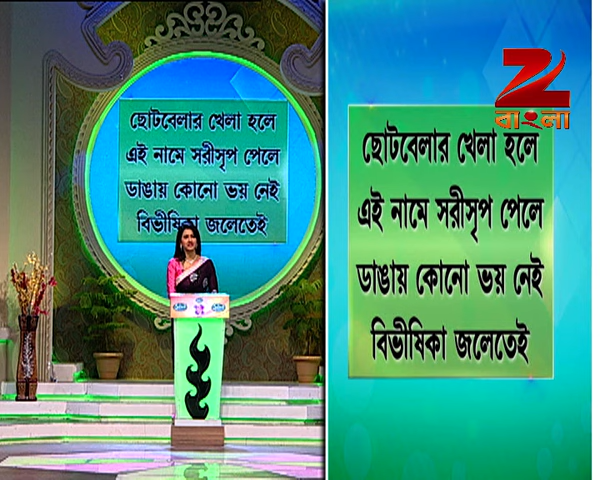 ছোটবেলার খেলা হলে
এই নামে সরীসৃপ পেলে
ডাঙায় কোনো ভয় নেই
বিভীষিকা জলেতেই
Z
বাংলা
ছোটবেলার খেলা হলে
এই নামে সরীসৃপ পেলে
ডাঙায় কোনো ভয় নেই
বিভীষিকা জলেতেই